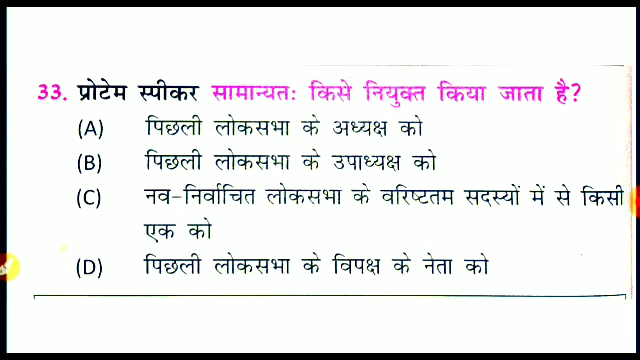 33. प्रोटेम स्पीकर सामान्यतः किसे नियुक्त किया जाता है?
(A) पिछली लोकसभा के अध्यक्ष को
(B) पिछली लोकसभा के उपाध्यक्ष को
(C) नव-निर्वाचित लोकसभा के वरिष्टतम सदस्यों में से किसी
एक को
(D) पिछली लोकसभा के विपक्ष के नेता को